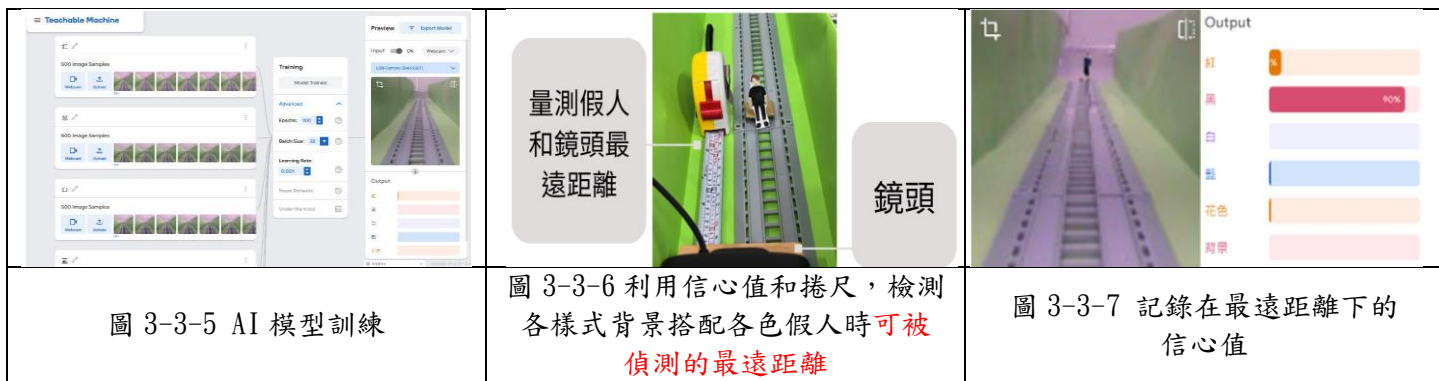 Teachable Machine
500 Image Samples
Webcam
Upload
500 Image Samples
Webcam
Upload
500 Image Samples
Webcam
Upload
Training
Model Trained
Advanced
Epochs:
Batch Size:
Learning Rate:
0.001
Reset Defaults
Under the hood
Preview
Export Model
Input
Webcam
Output
量測假人
和鏡頭最
遠距離
鏡頭
Output
紅
%
黑
90%
白
藍
花色
背景
圖 3-3-5 AI 模型訓練
圖 3-3-6 利用信心值和捲尺，檢測
各樣式背景搭配各色假人時可被
偵測的最遠距離
圖 3-3-7 記錄在最遠距離下的
信心值